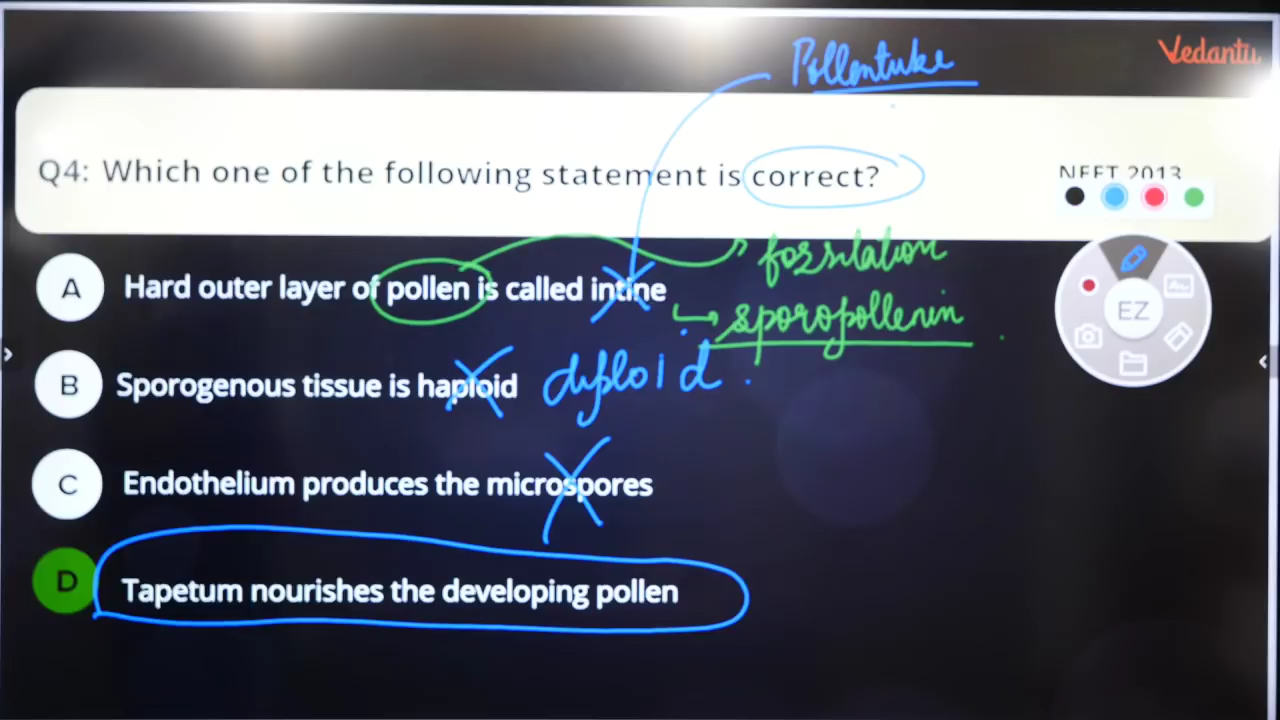 Pollentube
Vedantu
Q4: Which one of the following statement is correct?
NEET 2013
fossilation
A Hard outer layer of pollen is called intine
sporopollenin
B Sporogenous tissue is haploid diploid.
C Endothelium produces the microspores
D Tapetum nourishes the developing pollen
EZ